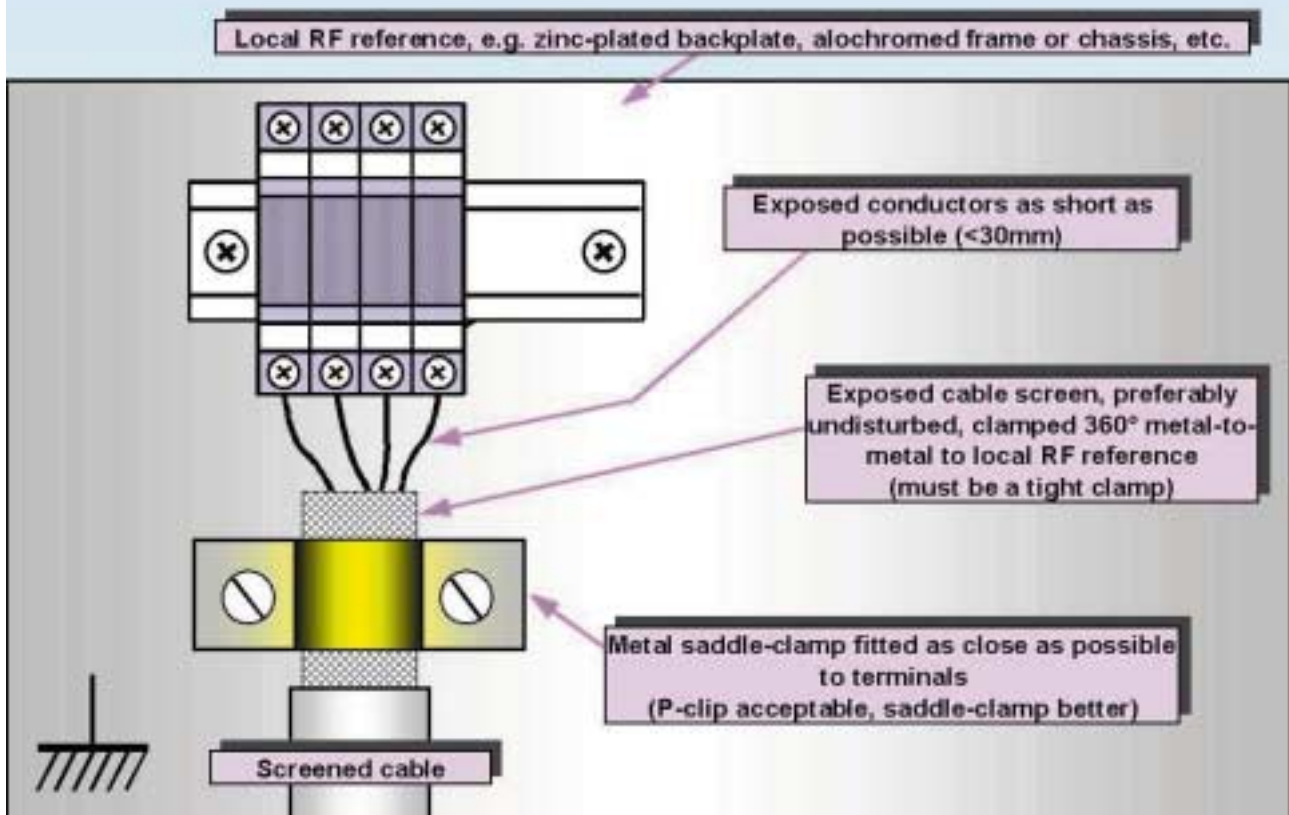 Local RF reference, e.g. zinc-plated backplate, alochromed frame or chassis, etc.
Exposed conductors as short as
possible (<30mm)
Exposed cable screen, preferably
undisturbed, clamped 360° metal-to-
metal to local RF reference
(must be a tight clamp)
Metal saddle-clamp fitted as close as possible
to terminals
(P-clip acceptable, saddle-clamp better)
Screened cable